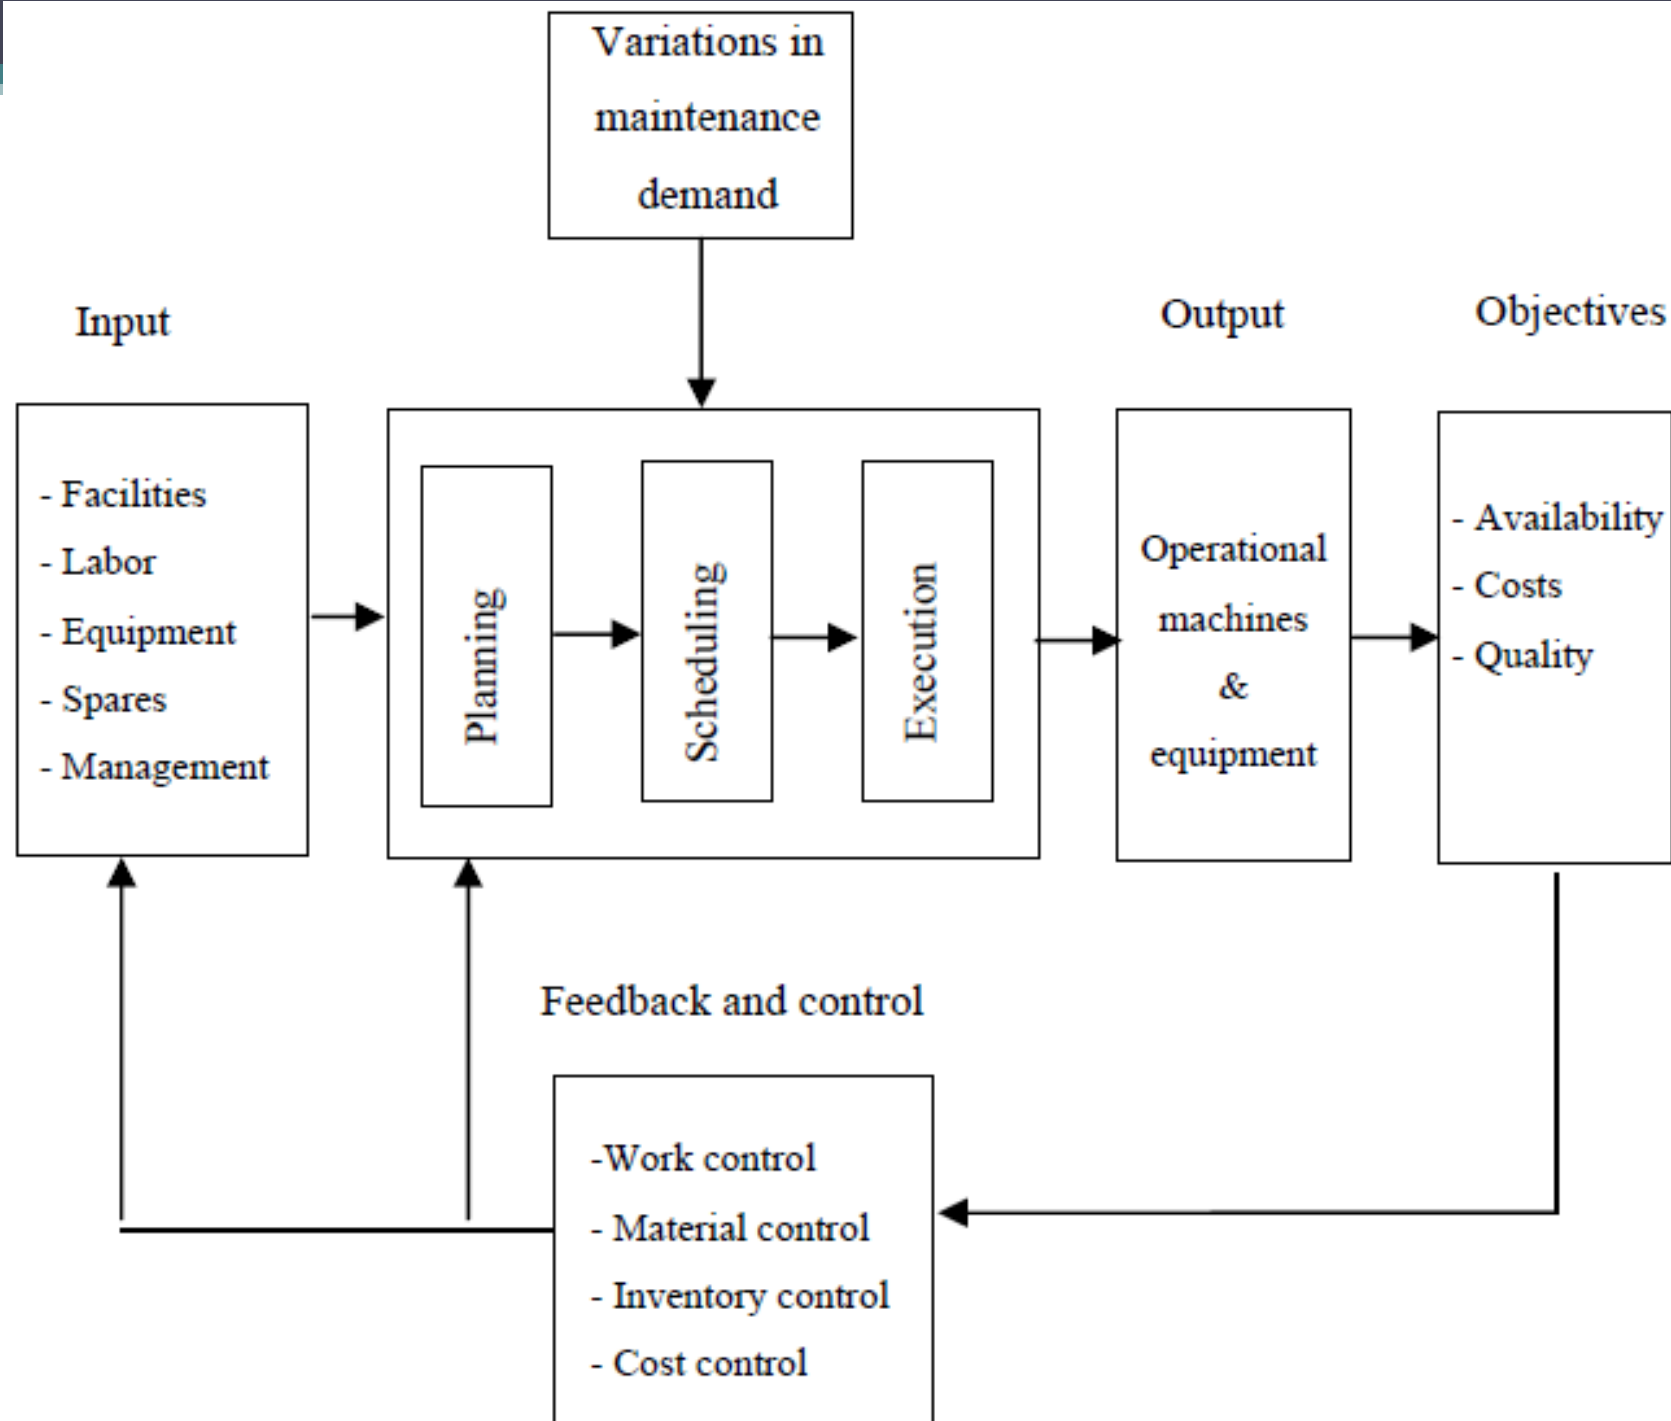 Variations in
maintenance
demand
Input
Output
Objectives
- Facilities
- Labor
- Equipment
- Spares
- Management
Planning
Scheduling
Execution
Operational
machines
&
equipment
- Availability
- Costs
- Quality
Feedback and control
-Work control
- Material control
- Inventory control
- Cost control